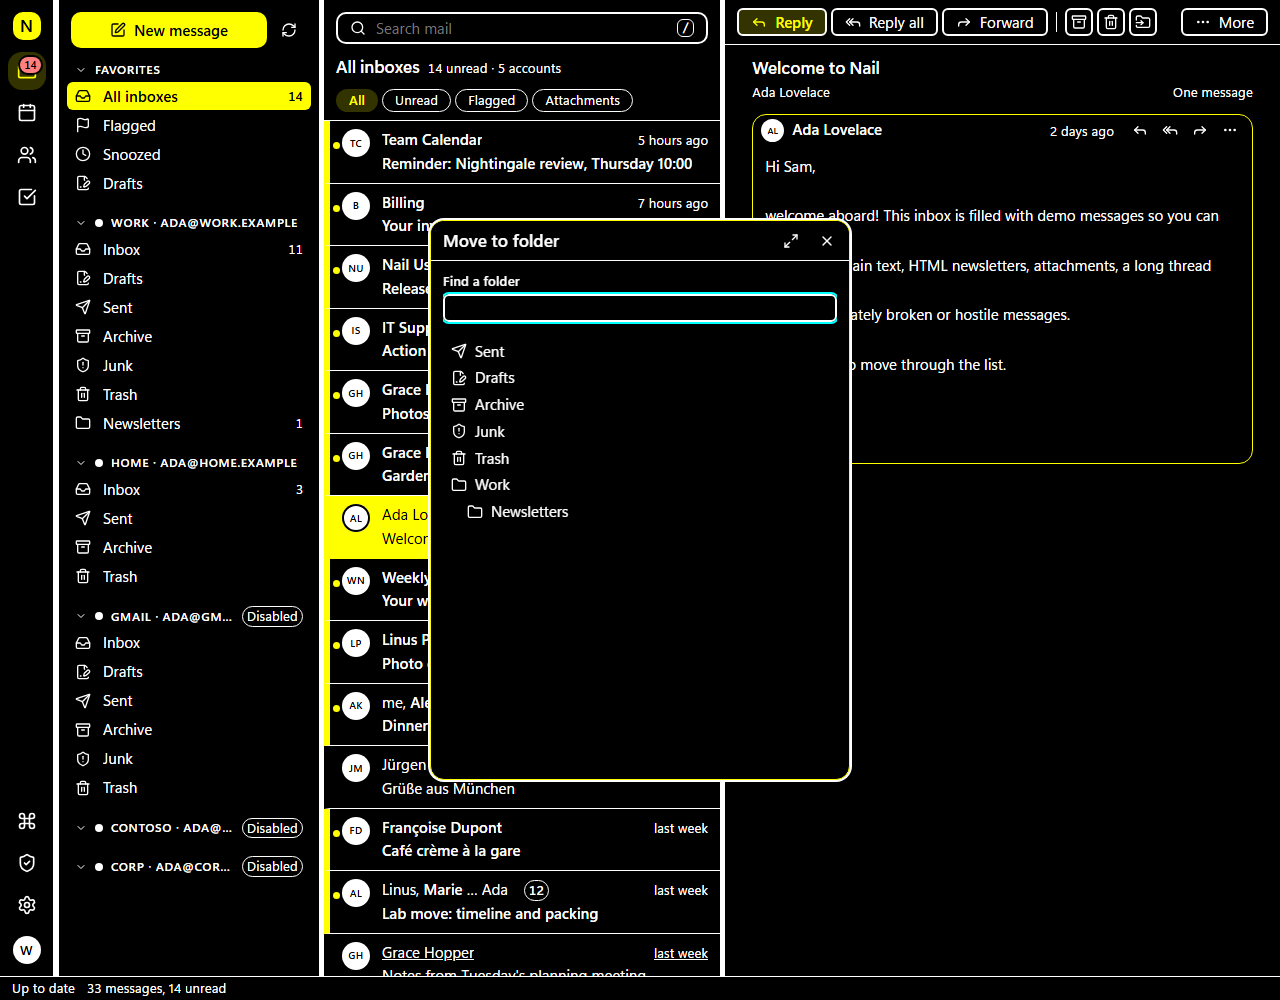 N
New message
14
FAVORITES
All inboxes 14
Flagged
Snoozed
Drafts
WORK · ADA@WORK.EXAMPLE
Inbox 11
Drafts
Sent
Archive
Junk
Trash
Newsletters 1
HOME · ADA@HOME.EXAMPLE
Inbox 3
Sent
Archive
Trash
GMAIL · ADA@GM... Disabled
Inbox
Drafts
Sent
Archive
Junk
Trash
CONTOSO · ADA@... Disabled
CORP · ADA@COR... Disabled
W
Search mail /
All inboxes 14 unread · 5 accounts
All Unread Flagged Attachments
TC Team Calendar 5 hours ago
Reminder: Nightingale review, Thursday 10:00
B Billing 7 hours ago
Your in
NU Nail Us
Release
IS IT Supp
Action
GH Grace
Photos
GH Grace
Garden
AL Ada Lo
Welcom
WN Weekly
Your w
LP Linus P
Photo
AK me, Ale
Dinner
JM Jürgen
Grüße aus München
FD Françoise Dupont last week
Café crème à la gare
AL Linus, Marie ... Ada 12 last week
Lab move: timeline and packing
GH Grace Hopper last week
Notes from Tuesday's planning meeting
Move to folder
Find a folder
Sent
Drafts
Archive
Junk
Trash
Work
Newsletters
Reply Reply all Forward More
Welcome to Nail
Ada Lovelace One message
AL Ada Lovelace 2 days ago
Hi Sam,
welcome aboard! This inbox is filled with demo messages so you can
ain text, HTML newsletters, attachments, a long thread
ately broken or hostile messages.
o move through the list.
Up to date 33 messages, 14 unread